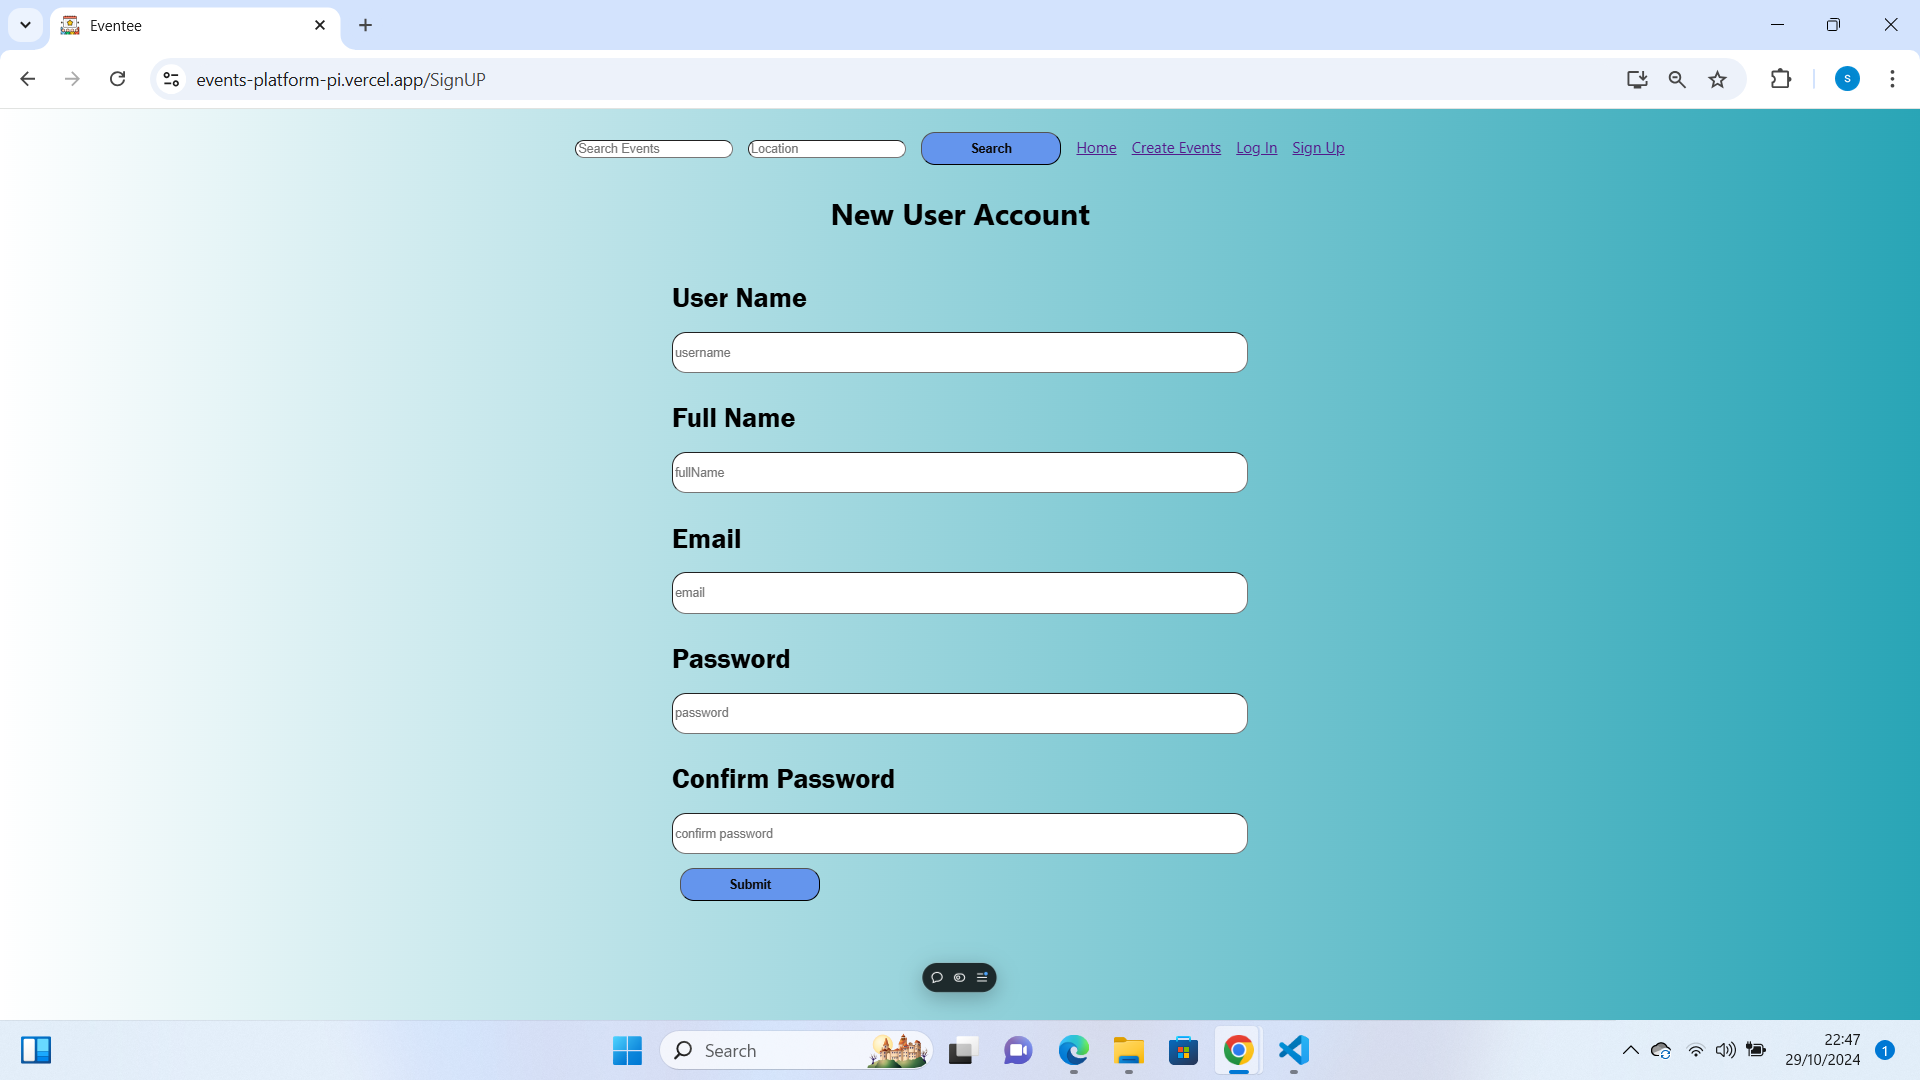 Eventee
events-platform-pi.vercel.app/SignUP
S
Search Events Location Search Home Create Events Log In Sign Up
New User Account
User Name
username
Full Name
fullName
Email
email
Password
password
Confirm Password
confirm password
Submit
Search
22:47
29/10/2024
1